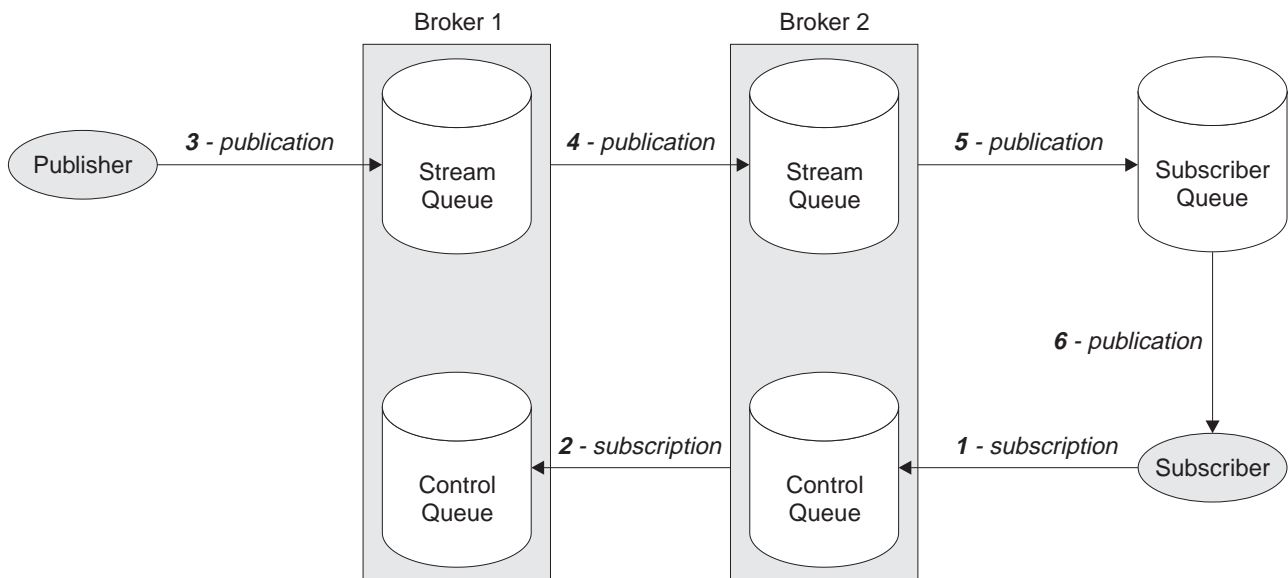 Broker 1
Broker 2
3 - publication
4 - publication
5 - publication
Publisher
Stream
Queue
Stream
Queue
Subscriber
Queue
6 - publication
2 - subscription
1 - subscription
Control
Queue
Control
Queue
Subscriber